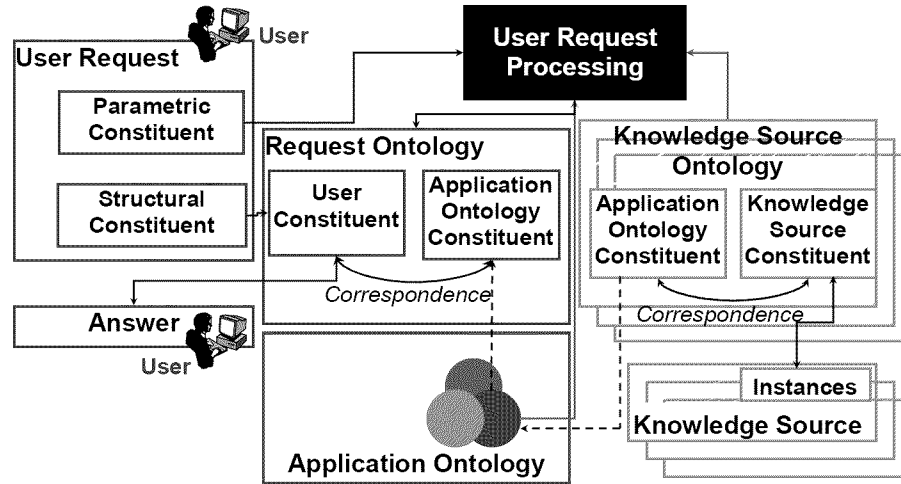 User
User Request
User Request
Processing
Parametric
Constituent
Structural
Constituent
Request Ontology
User
Constituent
Application
Ontology
Constituent
Correspondence
Knowledge Source
Ontology
Application
Ontology
Constituent
Knowledge
Source
Constituent
Correspondence
Answer
User
Instances
Knowledge Source
Application Ontology